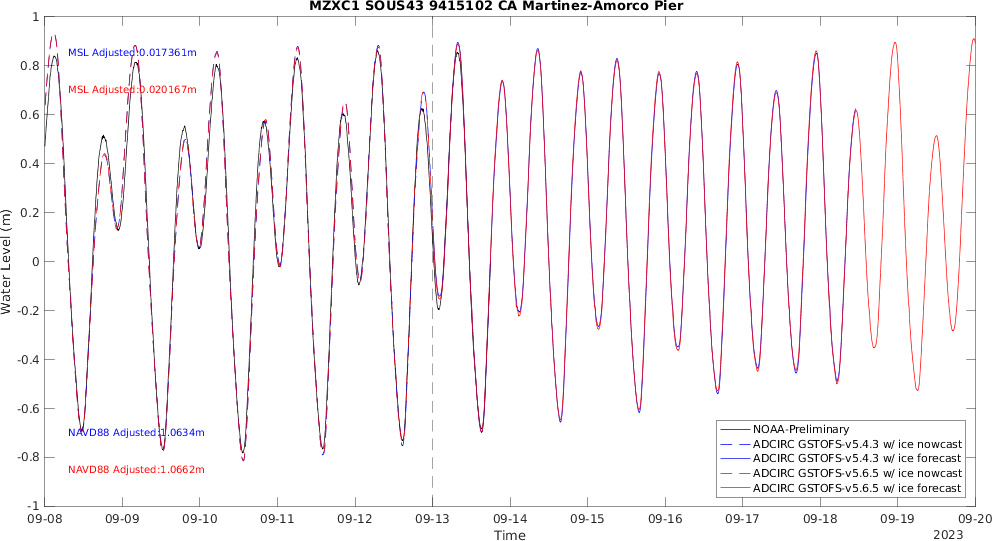 MZXC1 SOUS43 9415102 CA Martinez-Amorco Pier
Water Level (m)
1
0.8
0.6
0.4
0.2
0
-0.2
-0.4
-0.6
-0.8
-1
MSL Adjusted:0.017361m
MSL Adjusted:0.020167m
NAVD88 Adjusted:1.0634m
NAVD88 Adjusted:1.0662m
NOAA-Preliminary
ADCIRC GSTOFS-v5.4.3 w/ ice nowcast
ADCIRC GSTOFS-v5.4.3 w/ ice forecast
ADCIRC GSTOFS-v5.6.5 w/ ice nowcast
ADCIRC GSTOFS-v5.6.5 w/ ice forecast
09-08 09-09 09-10 09-11 09-12 09-13 09-14 09-15 09-16 09-17 09-18 09-19 09-20
Time
2023